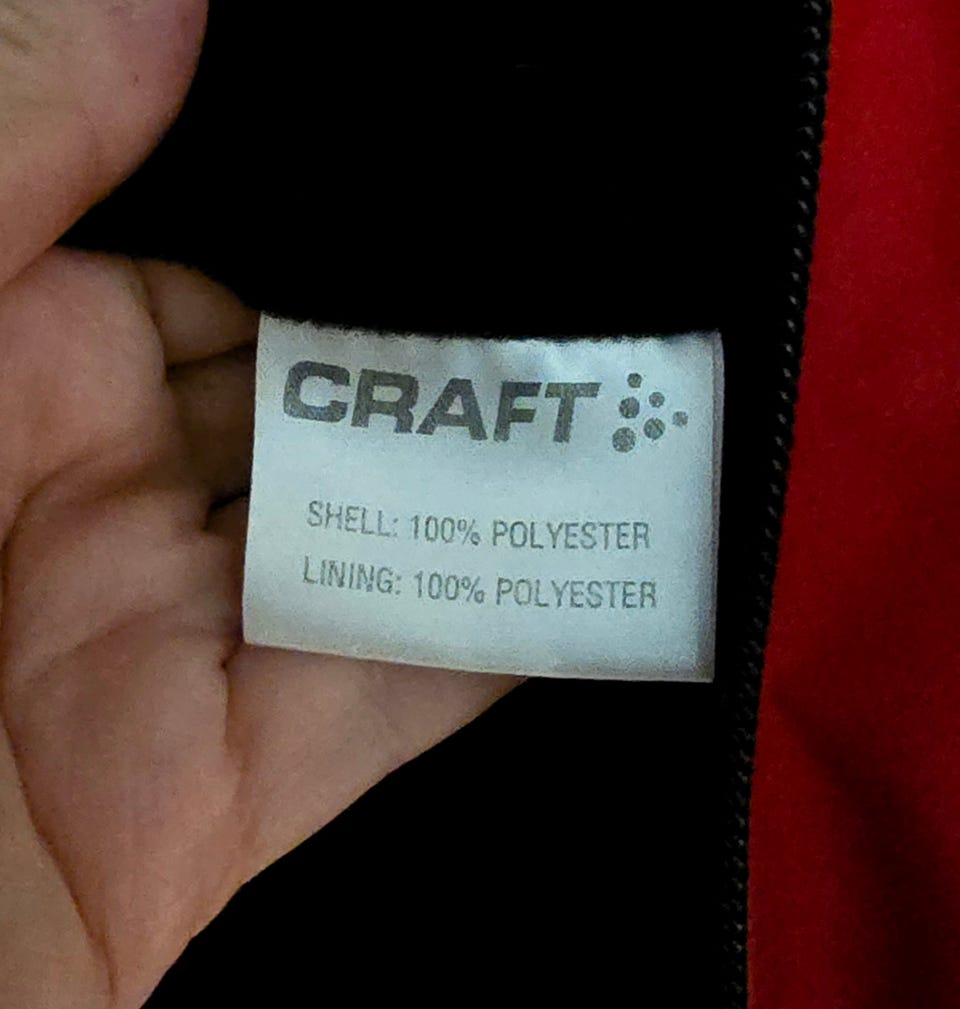 CRAFT
SHELL: 100% POLYESTER
LINING: 100% POLYESTER